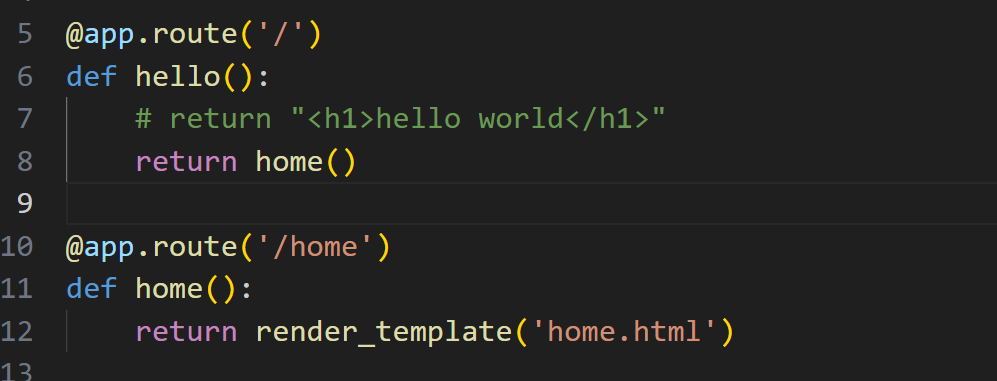 5 @app.route('/')
6 def hello():
7     # return "<h1>hello world</h1>"
8     return home()
9
10 @app.route('/home')
11 def home():
12     return render_template('home.html')
13